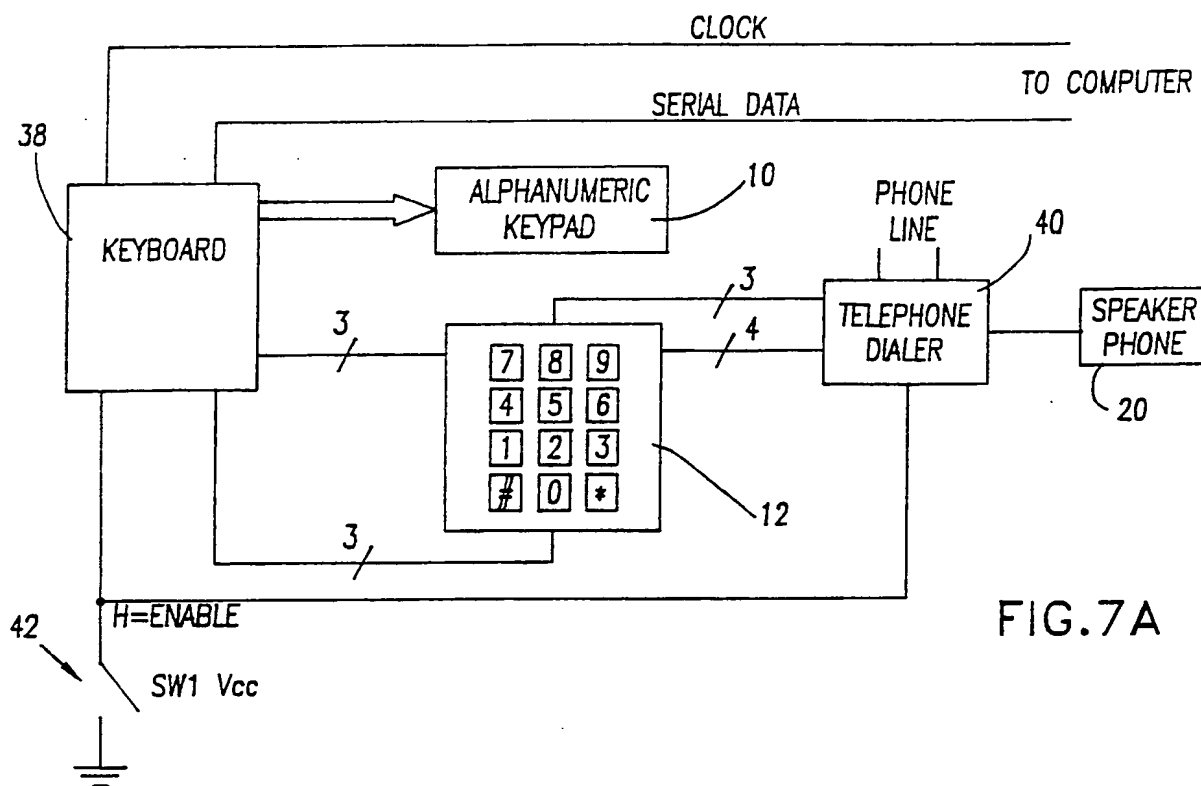 CLOCK
TO COMPUTER
SERIAL DATA
38
KEYBOARD
ALPHANUMERIC
KEYPAD
10
PHONE
LINE
40
TELEPHONE
DIALER
SPEAKER
PHONE
20
3
3
4
7 8 9
4 5 6
1 2 3
# 0 *
12
3
H=ENABLE
42
SW1 Vcc
FIG.7A